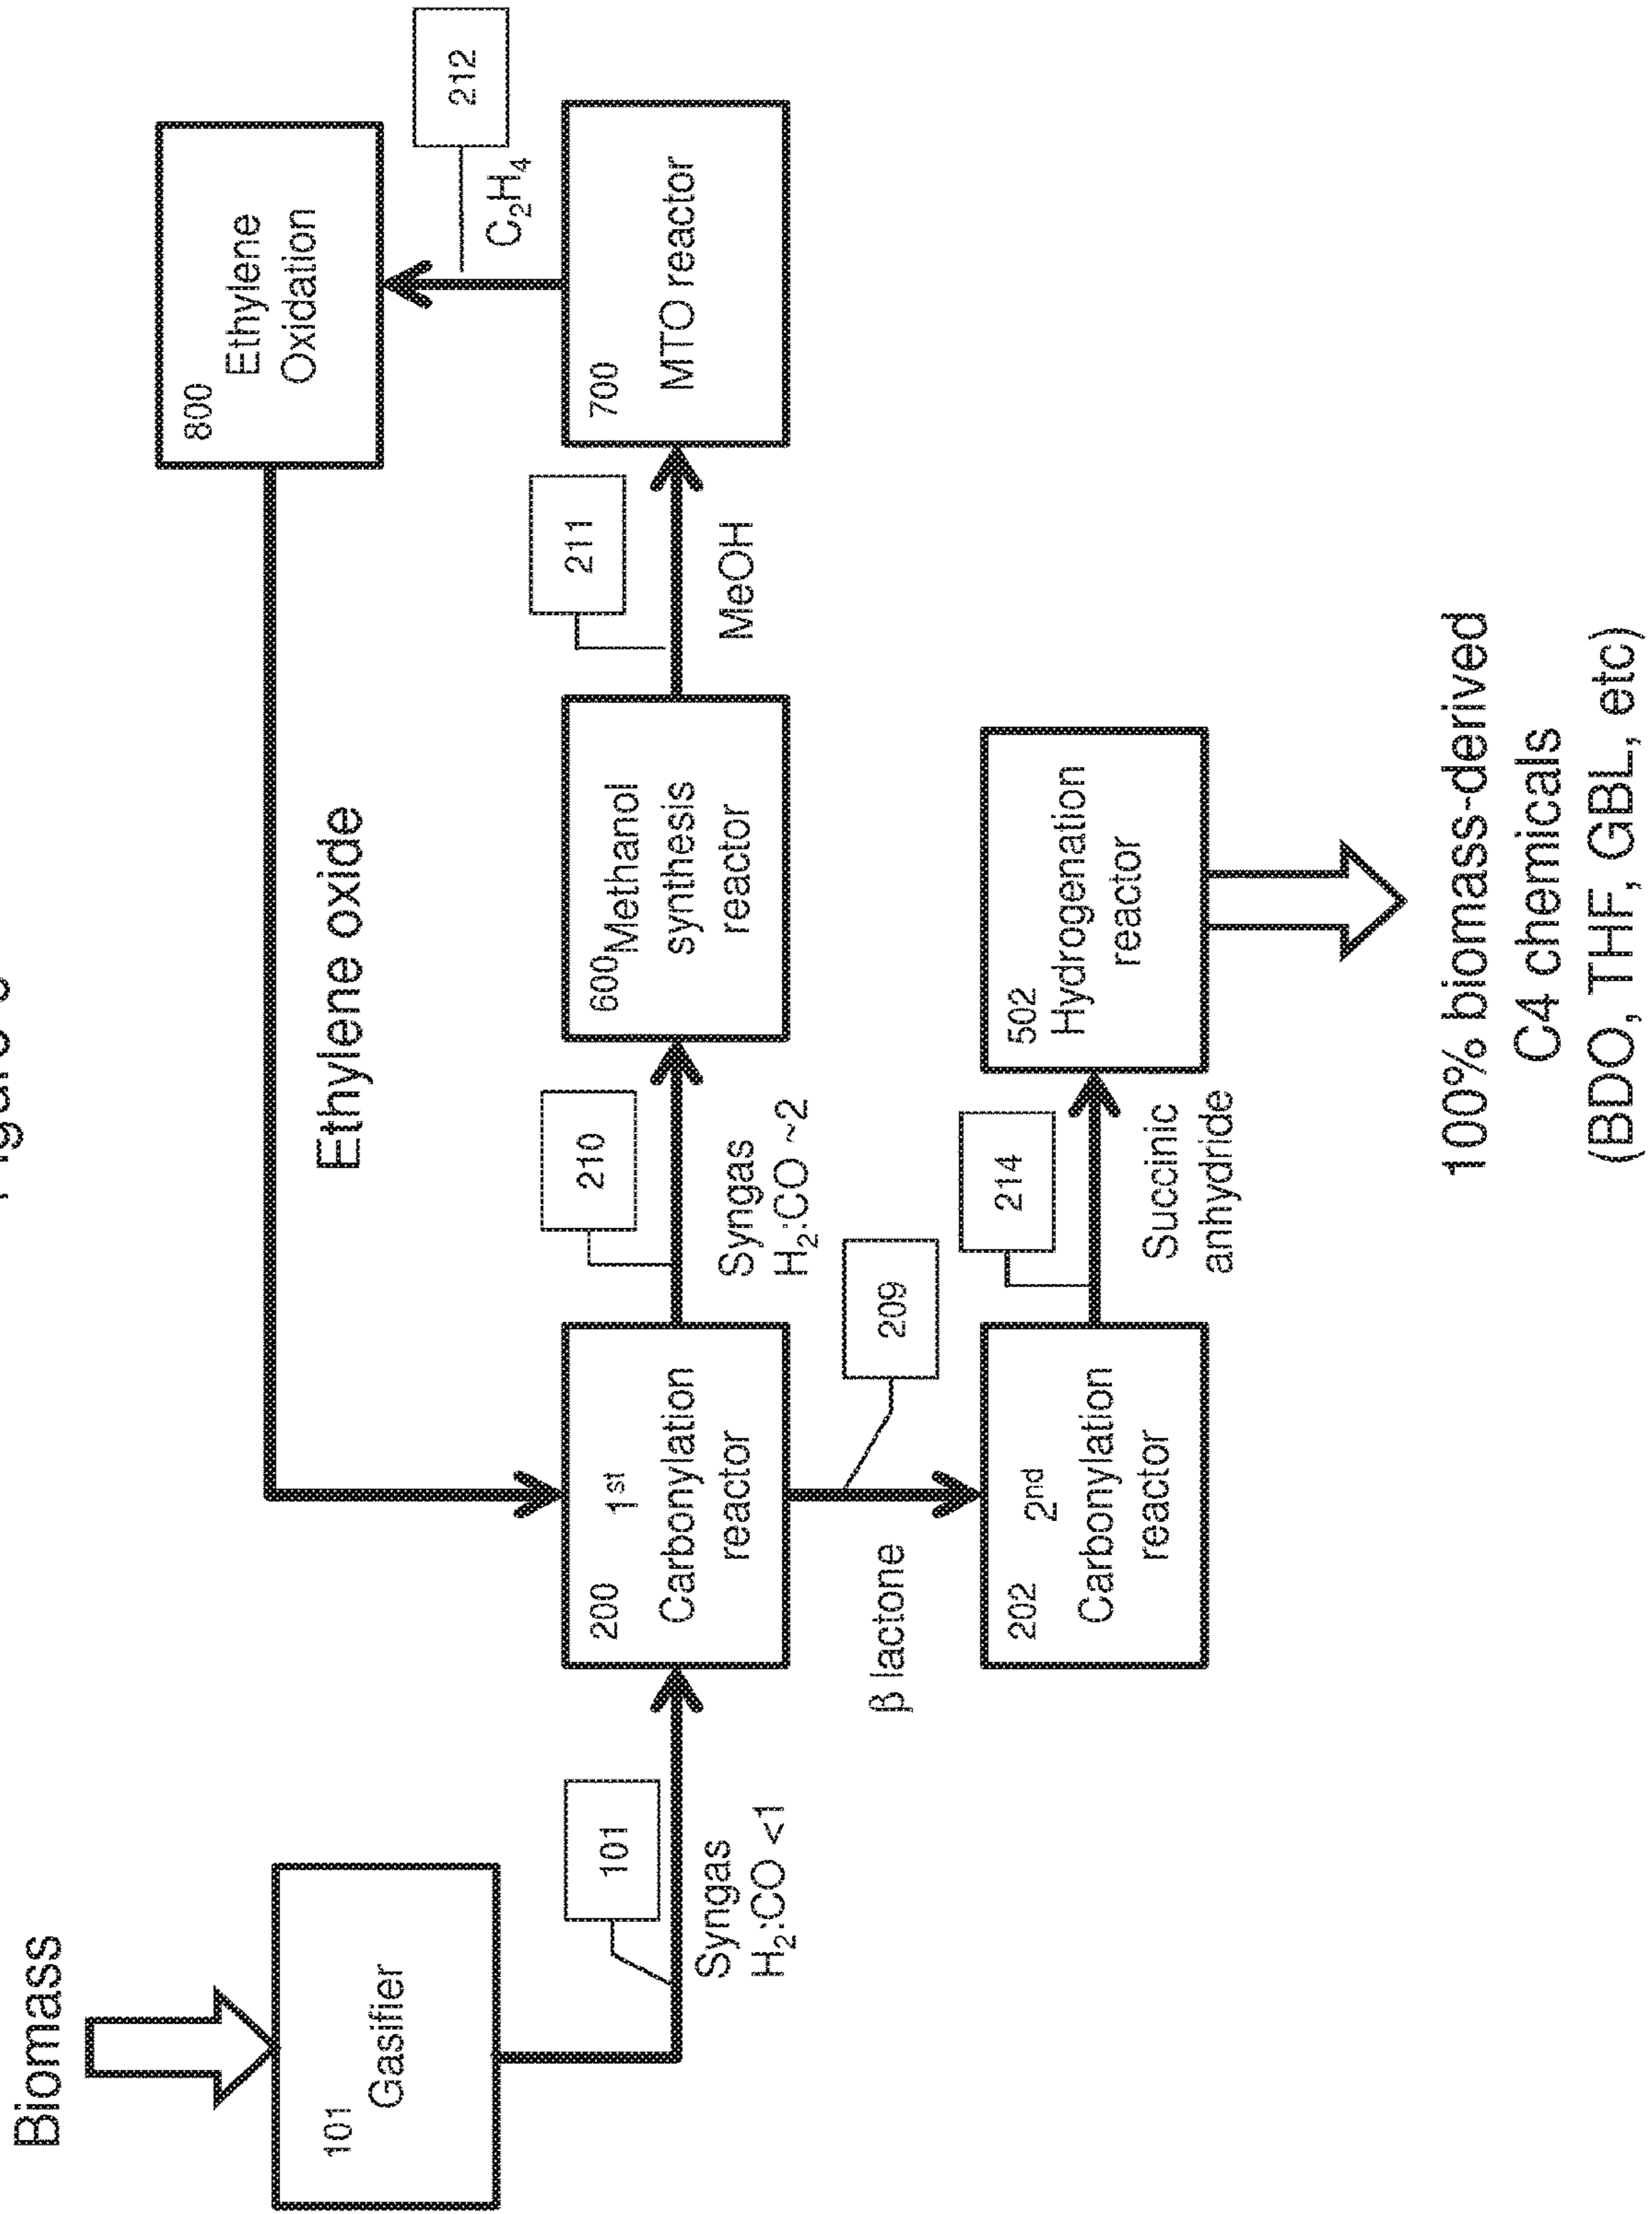 Biomass
101
Gasifier
101
Syngas
H₂:CO <1
Ethylene oxide
800
Ethylene
Oxidation
212
C₂H₄
200 1ˢᵗ
Carbonylation
reactor
210
Syngas
H₂:CO ~2
600 Methanol
synthesis
reactor
211
MeOH
700
MTO reactor
β lactone
209
202 2ⁿᵈ
Carbonylation
reactor
214
Succinic
anhydride
502
Hydrogenation
reactor
100% biomass-derived
C4 chemicals
(BDO, THF, GBL, etc)